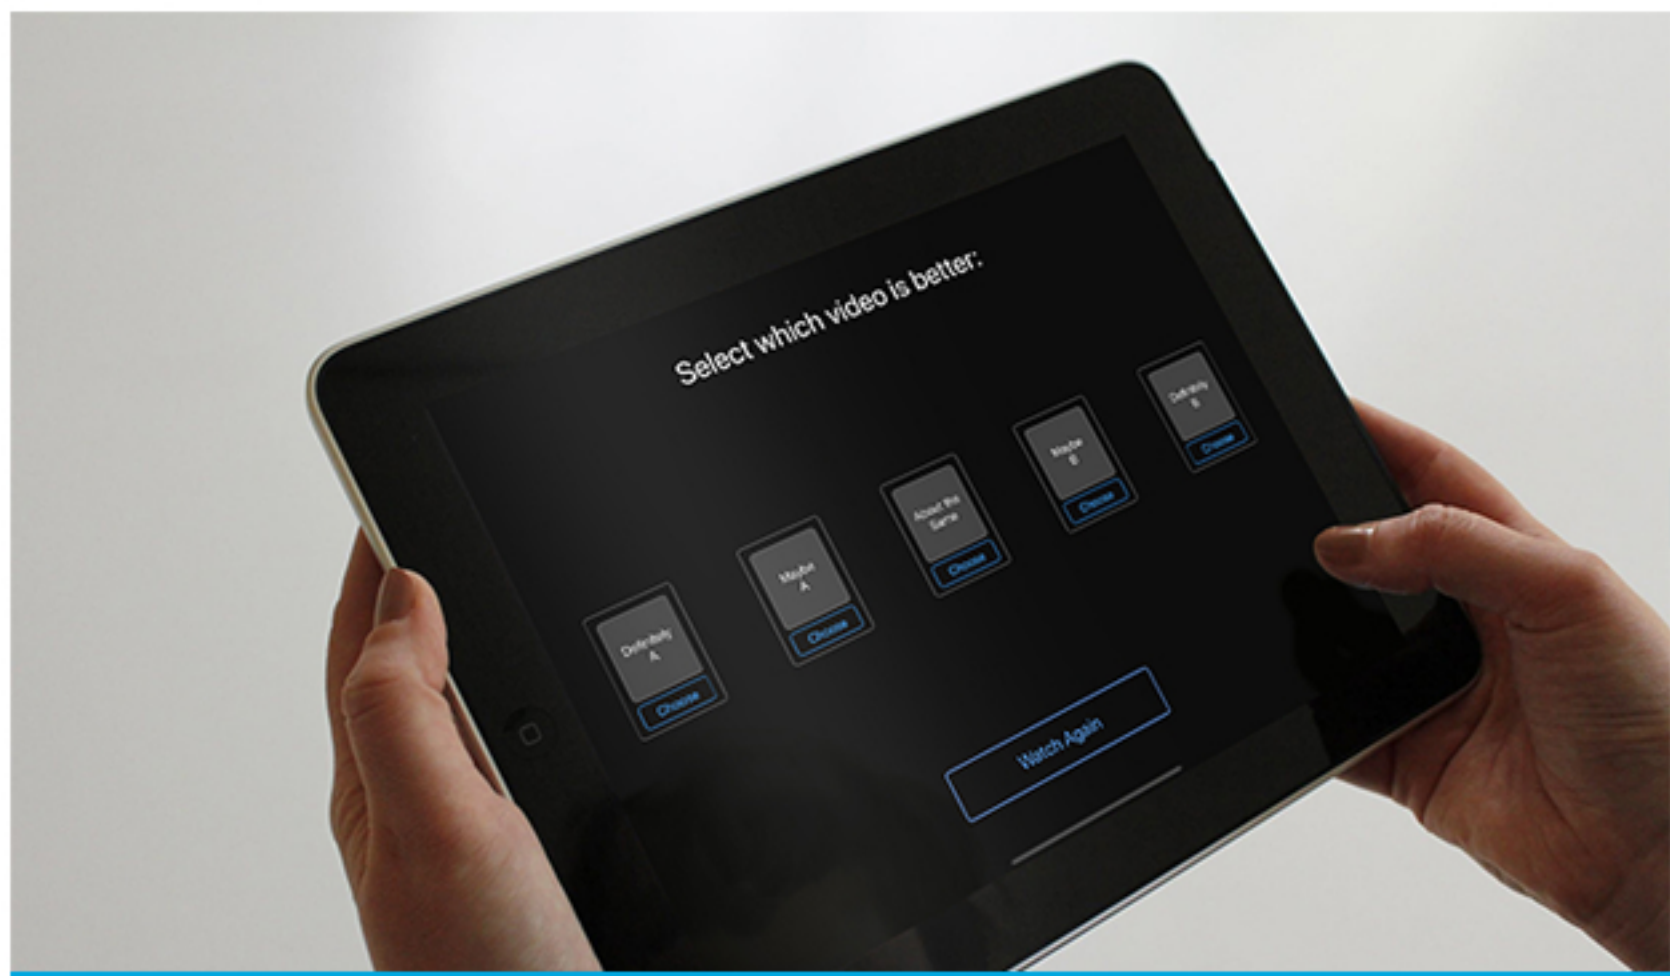 Select which video is better:
Definitely
A
Choose
Maybe
A
Choose
About the
Same
Choose
Maybe
B
Choose
Definitely
B
Choose
Watch Again